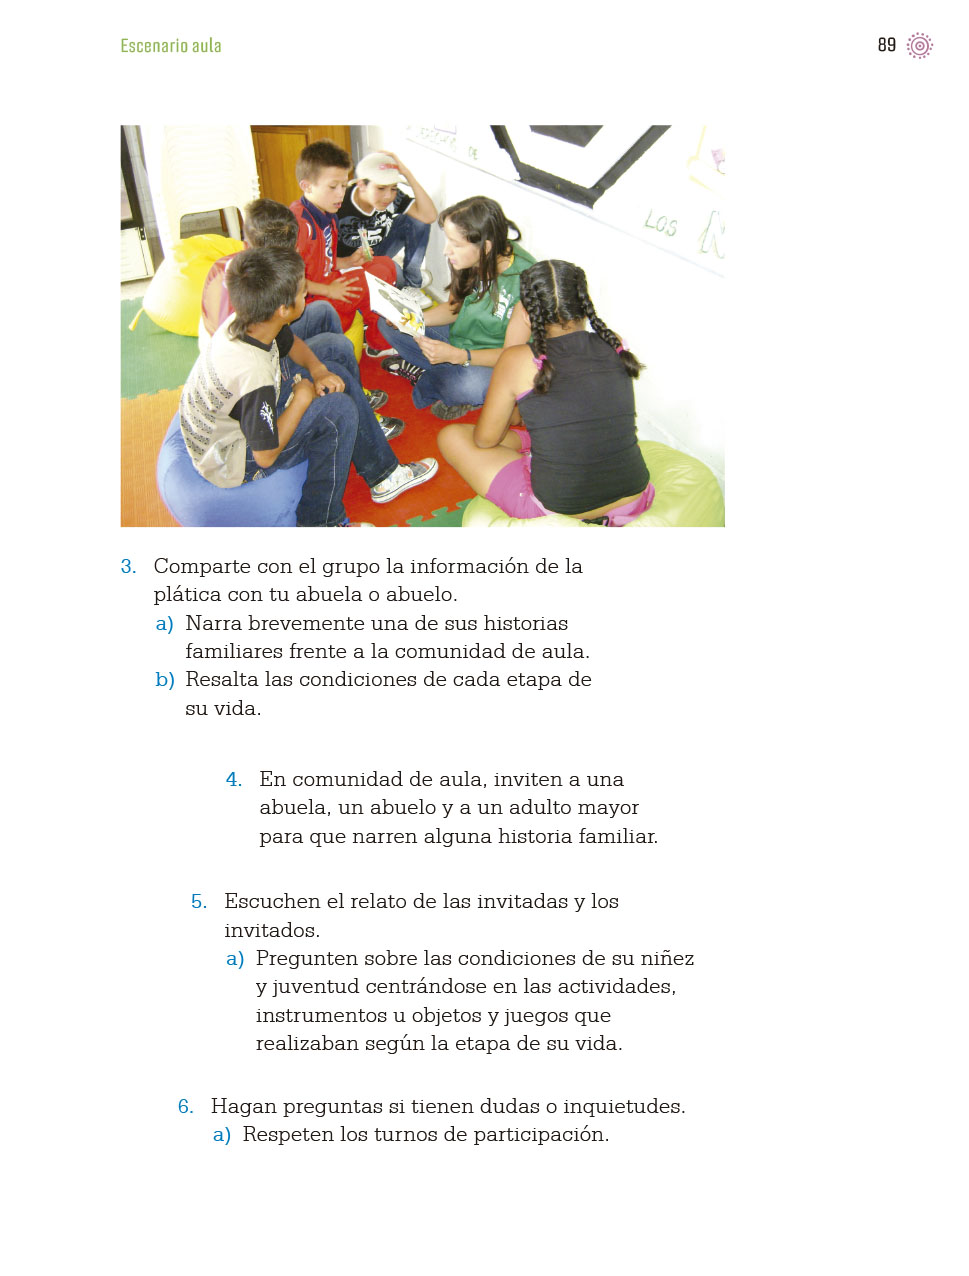 Escenario aula
89
LOS
3. Comparte con el grupo la información de la
plática con tu abuela o abuelo.
a) Narra brevemente una de sus historias
familiares frente a la comunidad de aula.
b) Resalta las condiciones de cada etapa de
su vida.
4. En comunidad de aula, inviten a una
abuela, un abuelo y a un adulto mayor
para que narren alguna historia familiar.
5. Escuchen el relato de las invitadas y los
invitados.
a) Pregunten sobre las condiciones de su niñez
y juventud centrándose en las actividades,
instrumentos u objetos y juegos que
realizaban según la etapa de su vida.
6. Hagan preguntas si tienen dudas o inquietudes.
a) Respeten los turnos de participación.